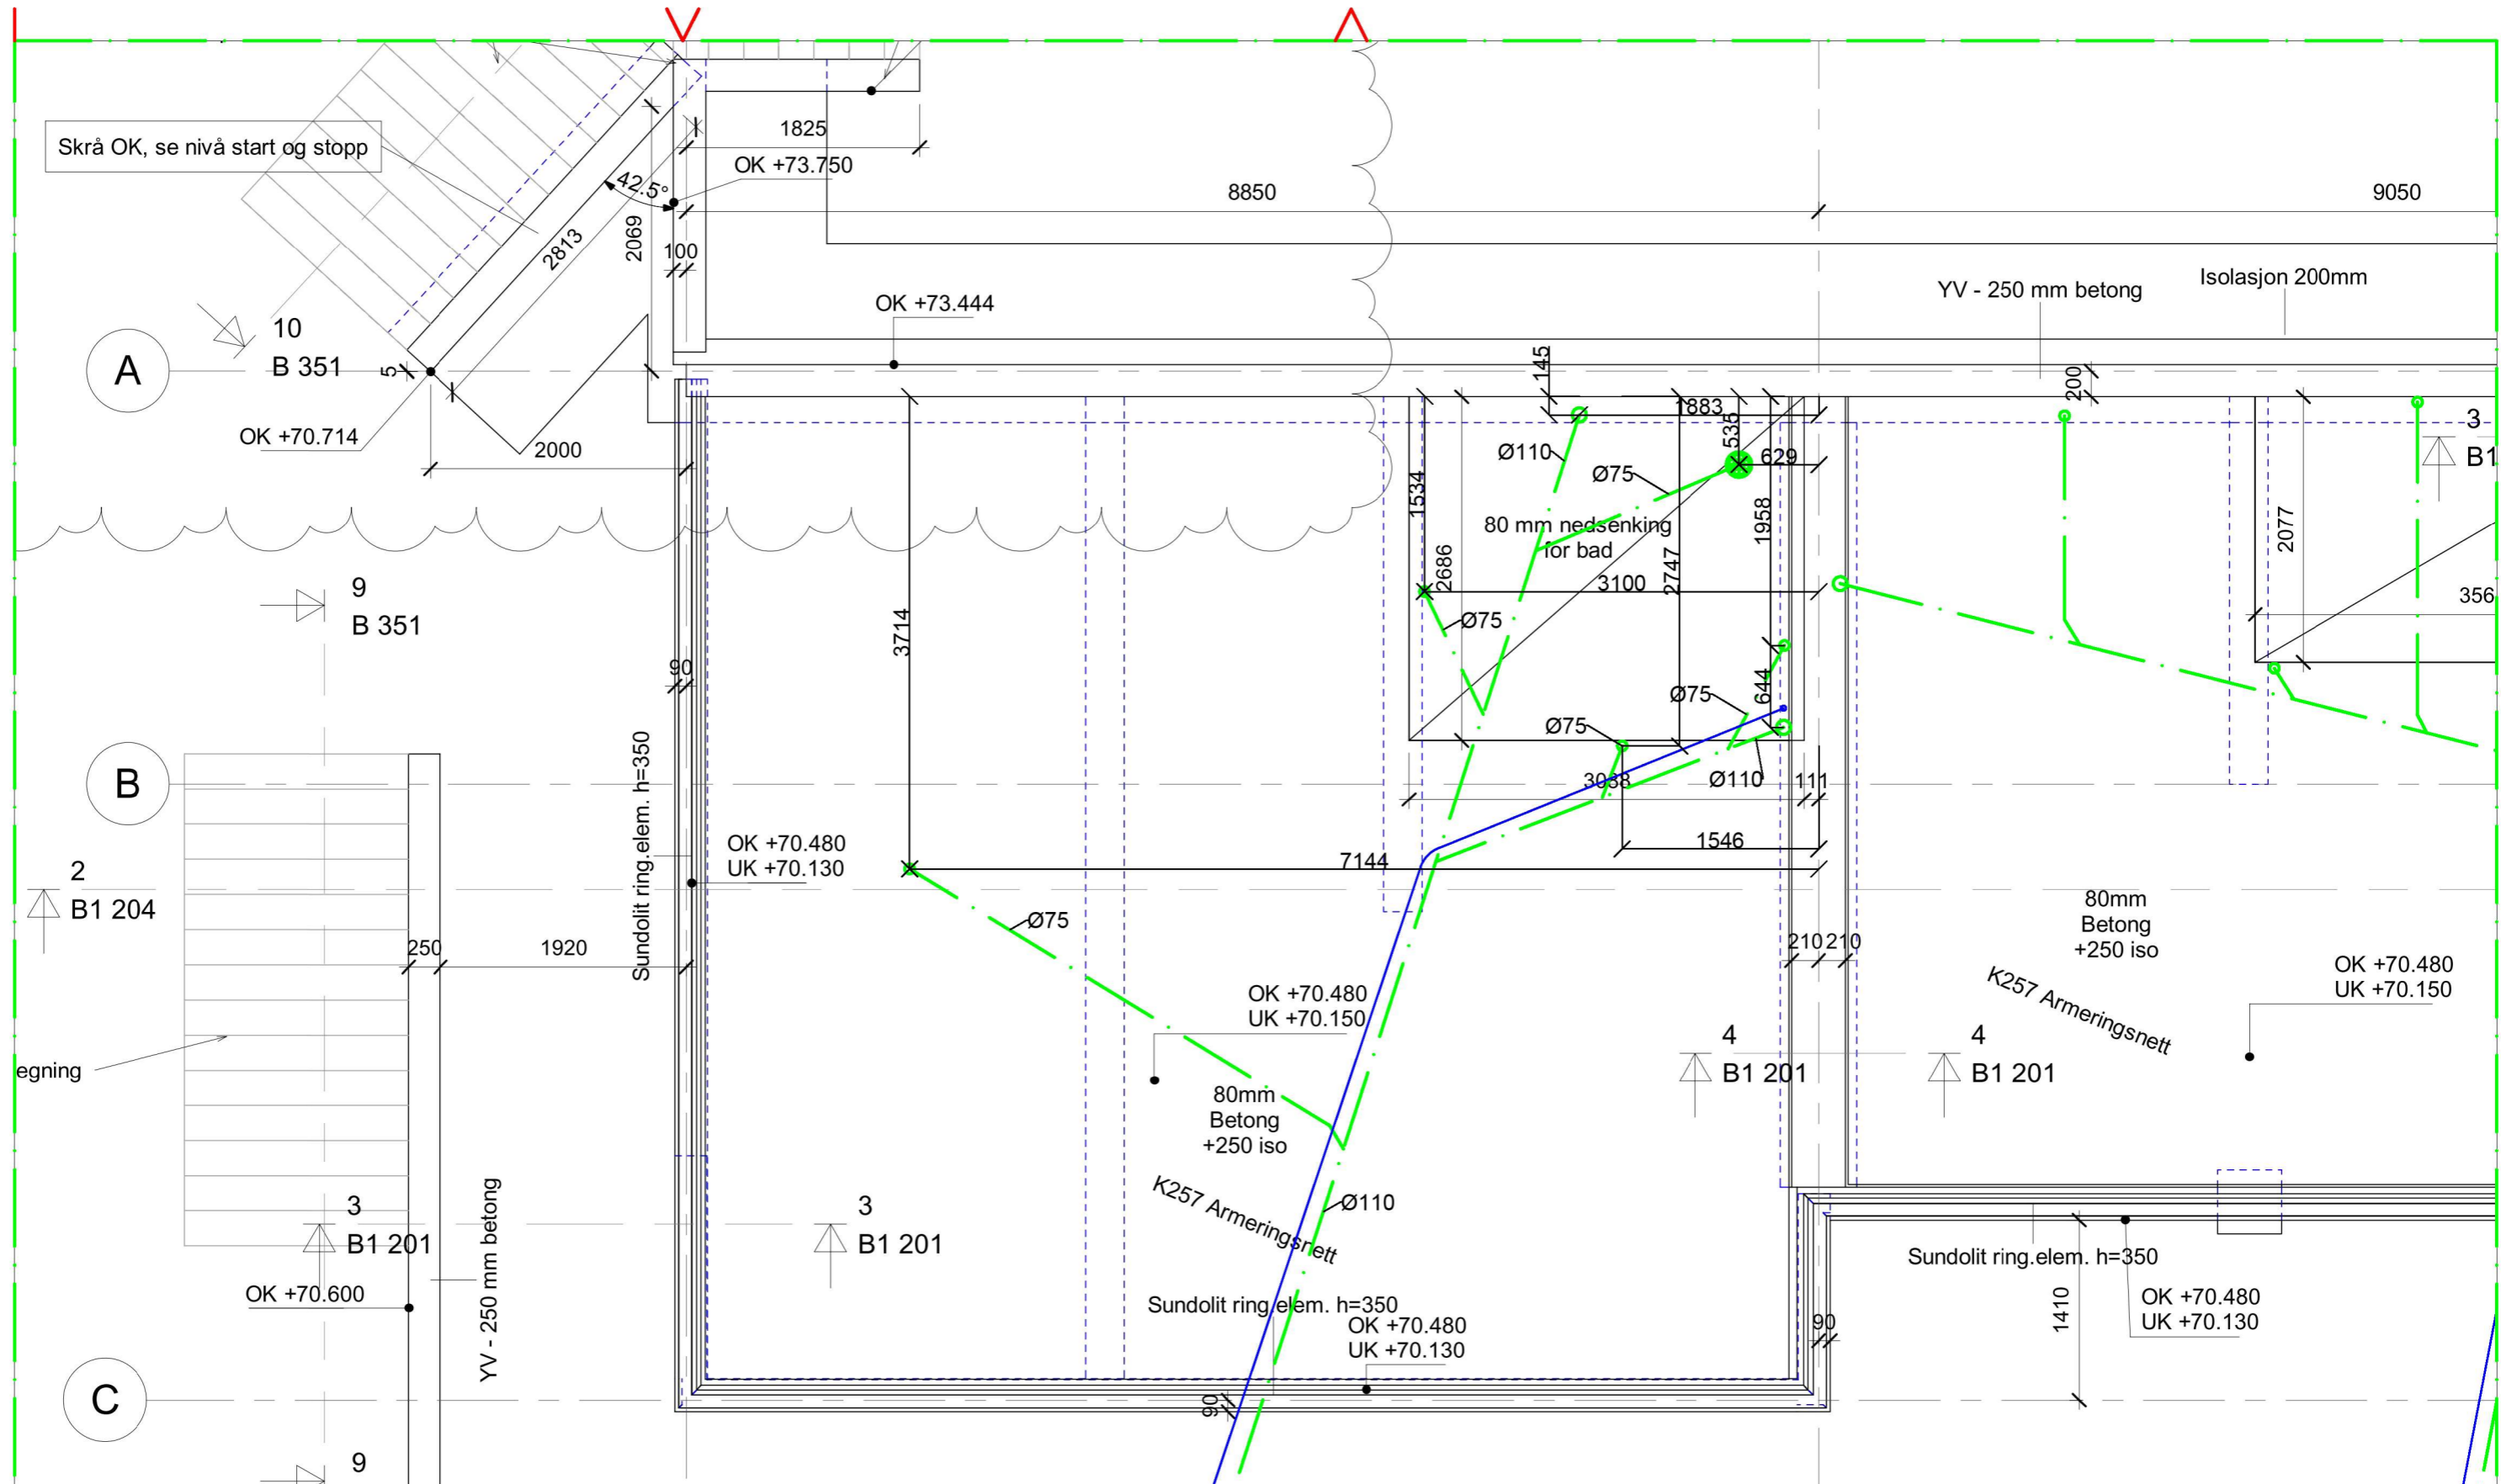 Skrå OK, se nivå start og stopp
1825
OK +73.750
42.5°
2813
2069
100
8850
9050
OK +73.444
YV - 250 mm betong
Isolasjon 200mm
10
B 351
A
5
OK +70.714
2000
145
1883
200
535
629
Ø110
Ø75
1534
1958
80 mm nedsenking
for bad
2686
2747
3100
Ø75
3
B1
2077
356
9
B 351
3714
90
644
Ø75
Ø75
Ø110
3038
111
1546
7144
B
Sundolit ring.elem. h=350
OK +70.480
UK +70.130
2
B1 204
250
1920
Ø75
210
210
80mm
Betong
+250 iso
OK +70.480
UK +70.150
K257 Armeringsnett
OK +70.480
UK +70.150
4
B1 201
4
B1 201
egning
80mm
Betong
+250 iso
K257 Armeringsnett
Ø110
3
B1 201
3
B1 201
YV - 250 mm betong
OK +70.600
Sundolit ring.elem. h=350
OK +70.480
UK +70.130
Sundolit ring.elem. h=350
90
1410
OK +70.480
UK +70.130
C
90
9